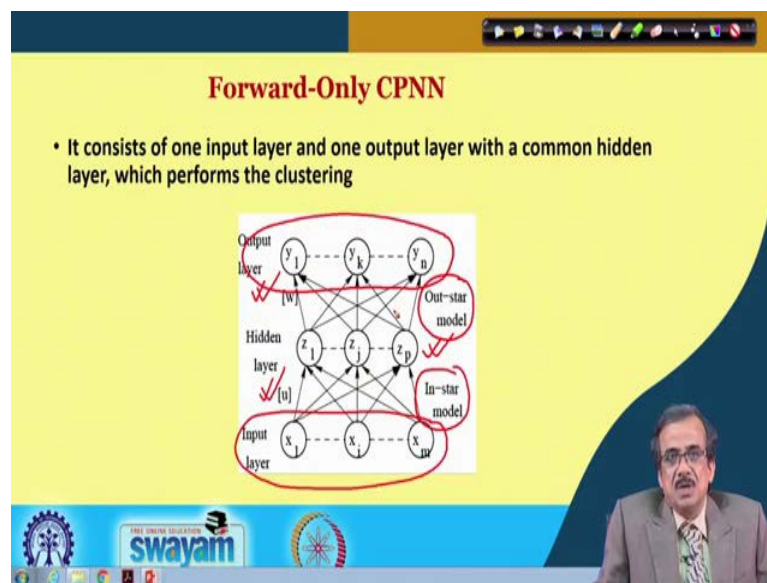 Forward-Only CPNN
• It consists of one input layer and one output layer with a common hidden
layer, which performs the clustering
Output
layer
y1
yk
yn
[w]
Out-star
model
Hidden
layer
z1
zj
zp
[u]
In-star
model
Input
layer
x1
xi
xm
FREE ONLINE EDUCATION
swayam